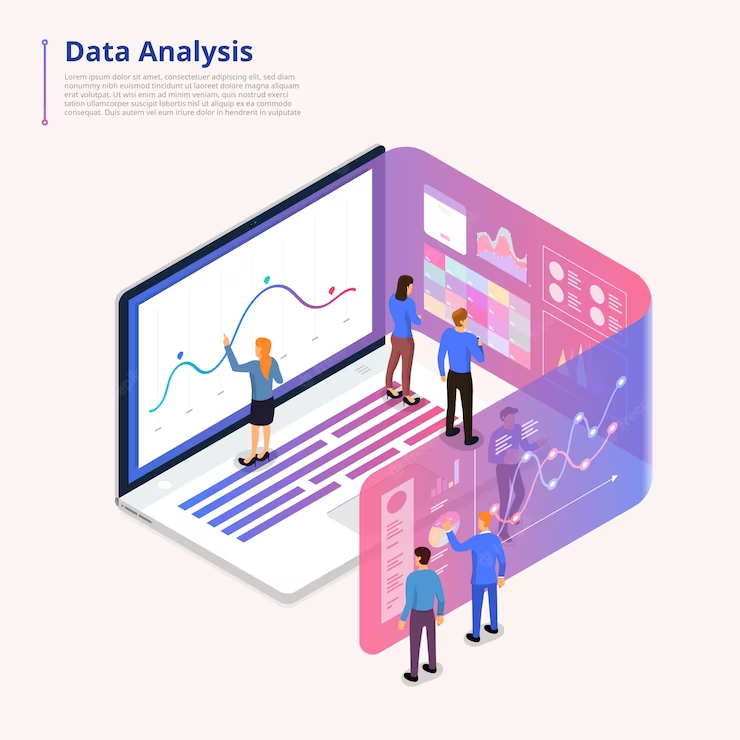 Data Analysis
Lorem ipsum dolor sit amet, consectetuer adipiscing elit, sed diam
nonummy nibh euismod tincidunt ut laoreet dolore magna aliquam
erat volutpat. Ut wisi enim ad minim veniam, quis nostrud exerci
tation ullamcorper suscipit lobortis nisl ut aliquip ex ea commodo
consequat. Duis autem vel eum iriure dolor in hendrerit in vulputate